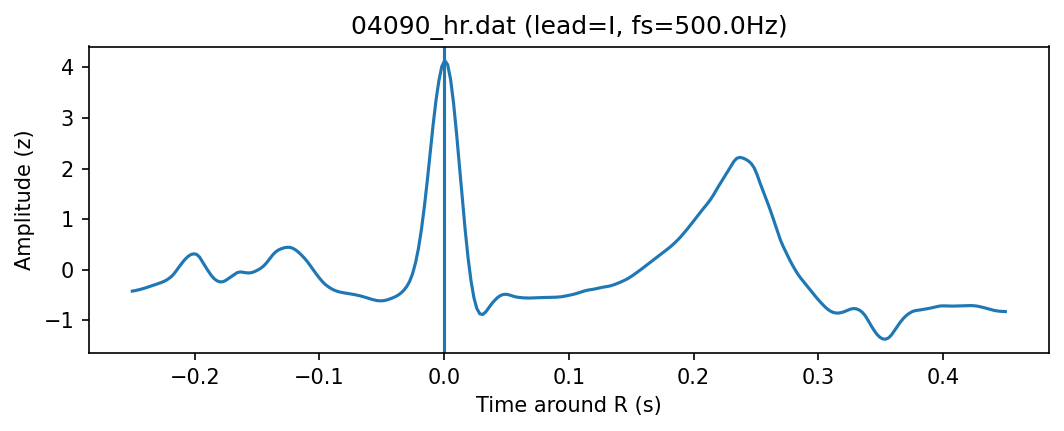 04090_hr.dat (lead=I, fs=500.0Hz)
Amplitude (z)
4
3
2
1
0
−1
−0.2 −0.1 0.0 0.1 0.2 0.3 0.4
Time around R (s)